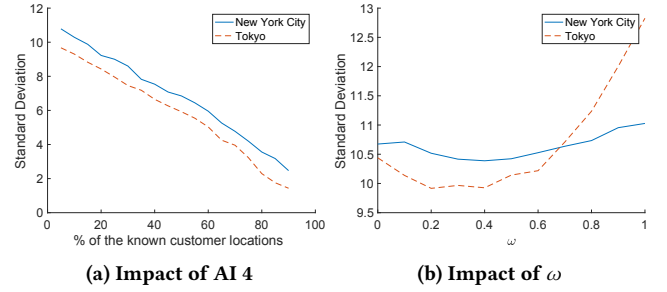 New York City
Tokyo
Standard Deviation
12
10
8
6
4
2
0
0 20 40 60 80 100
% of the known customer locations
(a) Impact of AI 4
New York City
Tokyo
Standard Deviation
13
12.5
12
11.5
11
10.5
10
9.5
0 0.2 0.4 0.6 0.8 1
ω
(b) Impact of ω